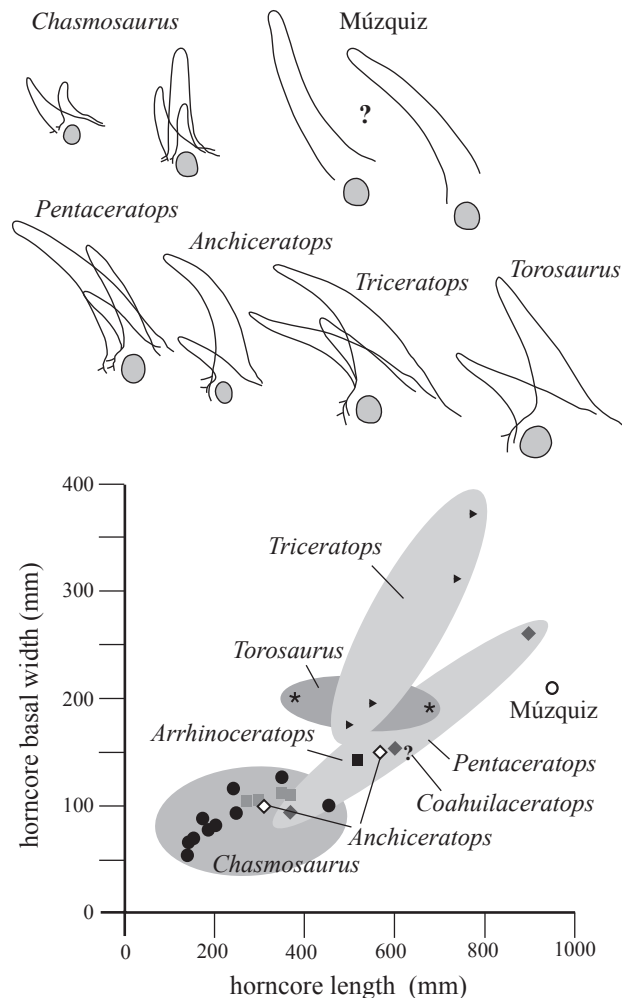 Chasmosaurus
Múzquiz
?
Pentaceratops
Anchiceratops
Triceratops
Torosaurus
400
300
200
100
0
horncore basal width (mm)
Triceratops
Torosaurus
*
*
Múzquiz
Arrhinoceratops
?
Pentaceratops
Coahuilaceratops
Anchiceratops
Chasmosaurus
0
200
400
600
800
1000
horncore length (mm)